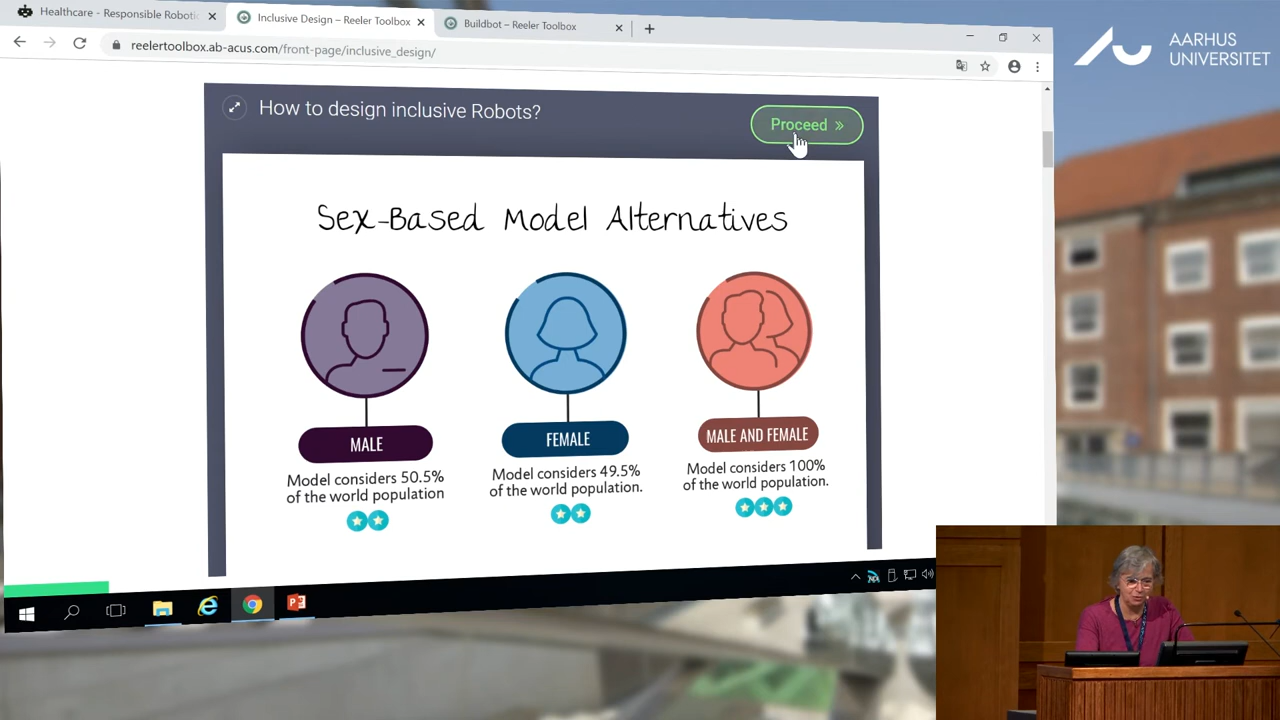 Healthcare - Responsible Robotic
Inclusive Design – Reeler Toolbox
Buildbot – Reeler Toolbox
AARHUS
UNIVERSITET
reelertoolbox.ab-acus.com/front-page/inclusive_design/
How to design inclusive Robots?
Proceed »
Sex-Based Model Alternatives
MALE
FEMALE
MALE AND FEMALE
Model considers 50.5%
of the world population
Model considers 49.5%
of the world population.
Model considers 100%
of the world population.